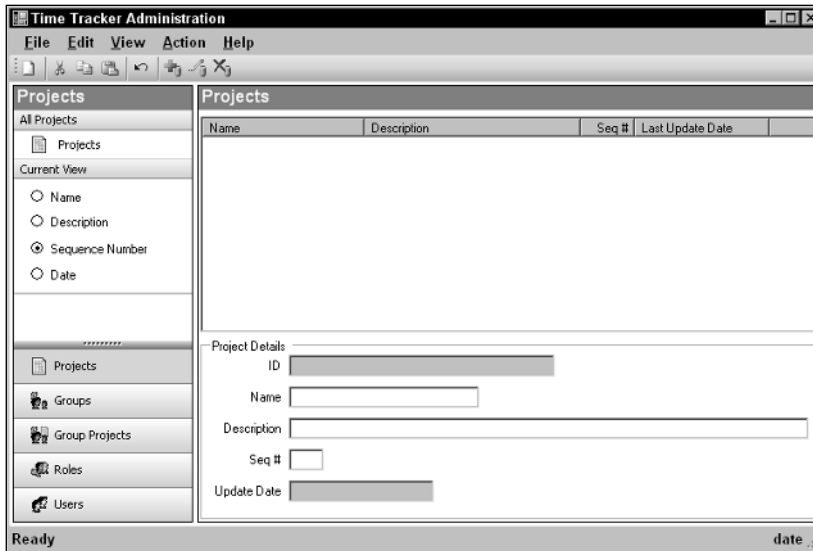 Time Tracker Administration
File Edit View Action Help
Projects
All Projects
Projects
Current View
Name
Description
Sequence Number
Date
Projects
Groups
Group Projects
Roles
Users
Projects
Name Description Seq # Last Update Date
Project Details
ID
Name
Description
Seq #
Update Date
Ready date